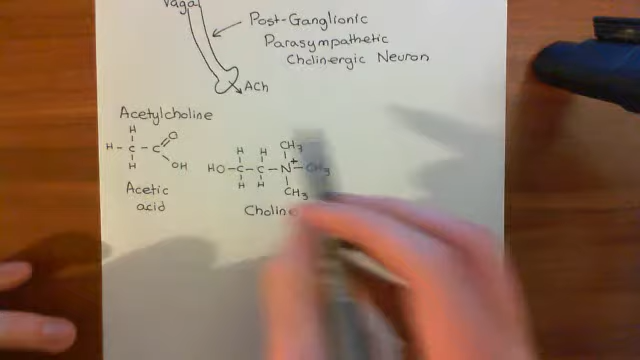 Vagal
Post-Ganglionic
Parasympathetic
Cholinergic Neuron
ACh
Acetylcholine
H
H-C-C
O
OH
H
Acetic
acid
H H CH3
HO-C-C-N+-CH3
H H CH3
Choline